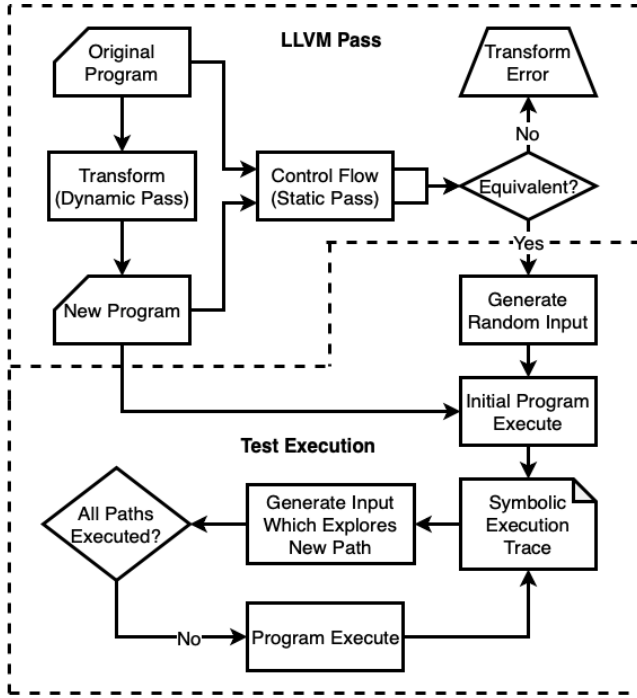 LLVM Pass
Original
Program
Transform
Error
No
Transform
(Dynamic Pass)
Control Flow
(Static Pass)
Equivalent?
Yes
New Program
Generate
Random Input
Initial Program
Execute
Test Execution
All Paths
Executed?
Generate Input
Which Explores
New Path
Symbolic
Execution
Trace
No
Program Execute